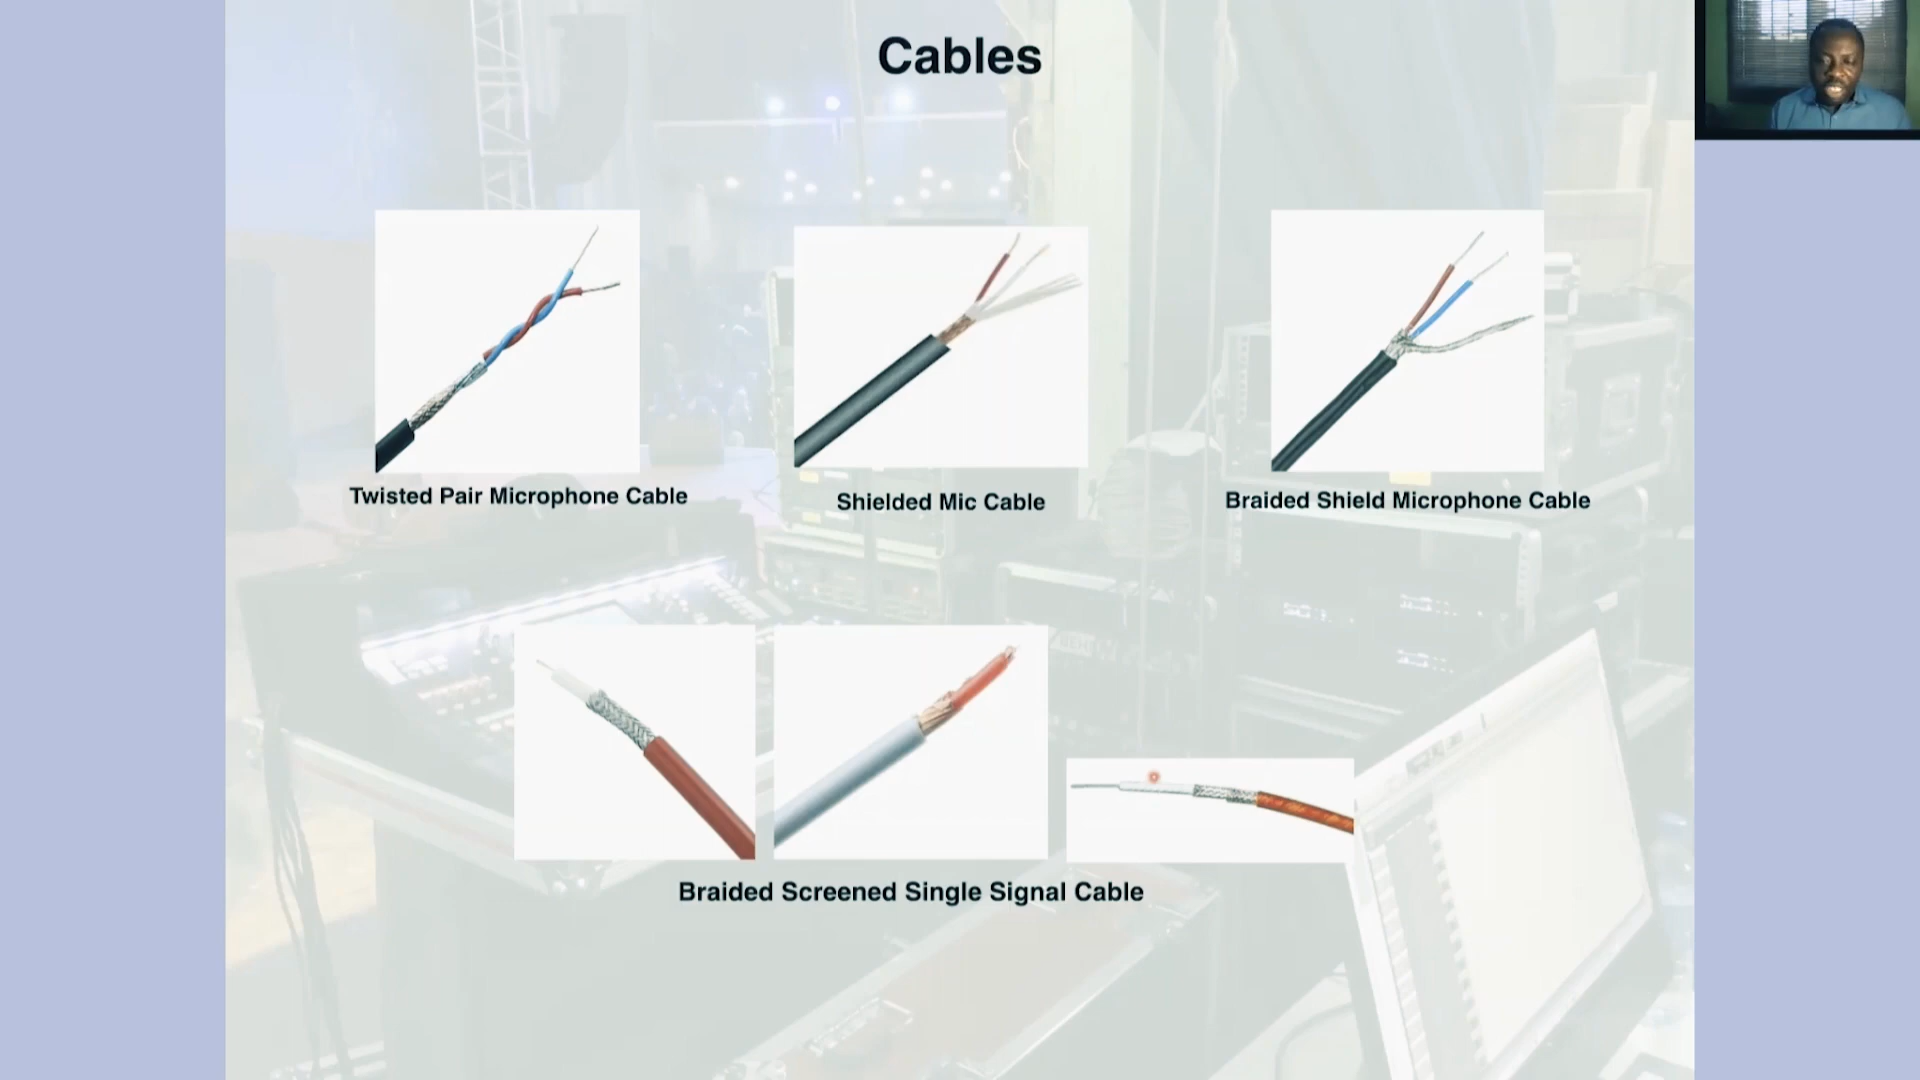 Cables
Twisted Pair Microphone Cable
Shielded Mic Cable
Braided Shield Microphone Cable
Braided Screened Single Signal Cable